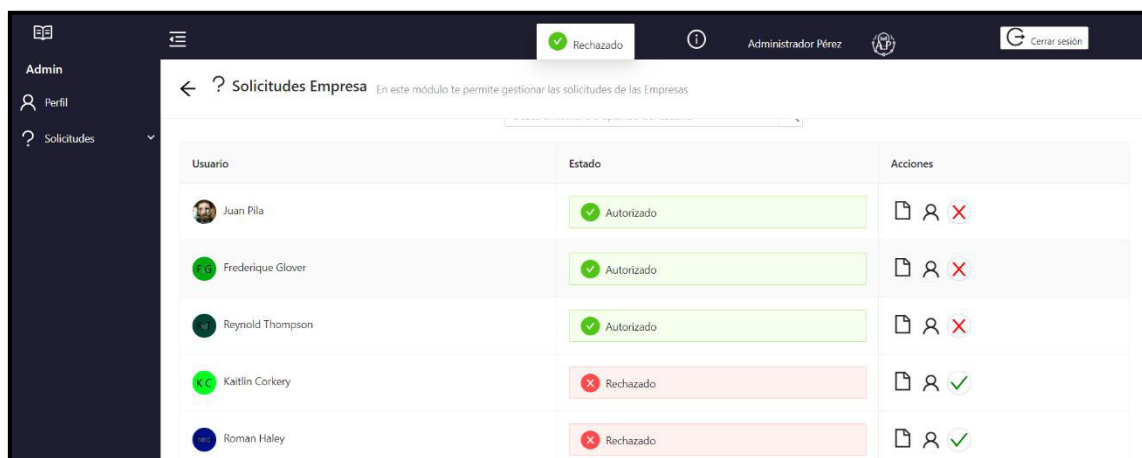 Rechazado
Administrador Pérez
Cerrar sesión
Admin
Perfil
Solicitudes
? Solicitudes Empresa En este módulo te permite gestionar las solicitudes de las Empresas
Usuario Estado Acciones
Juan Pila Autorizado
FG Frederique Glover Autorizado
Reynold Thompson Autorizado
KC Kaitlin Corkery Rechazado
Roman Haley Rechazado